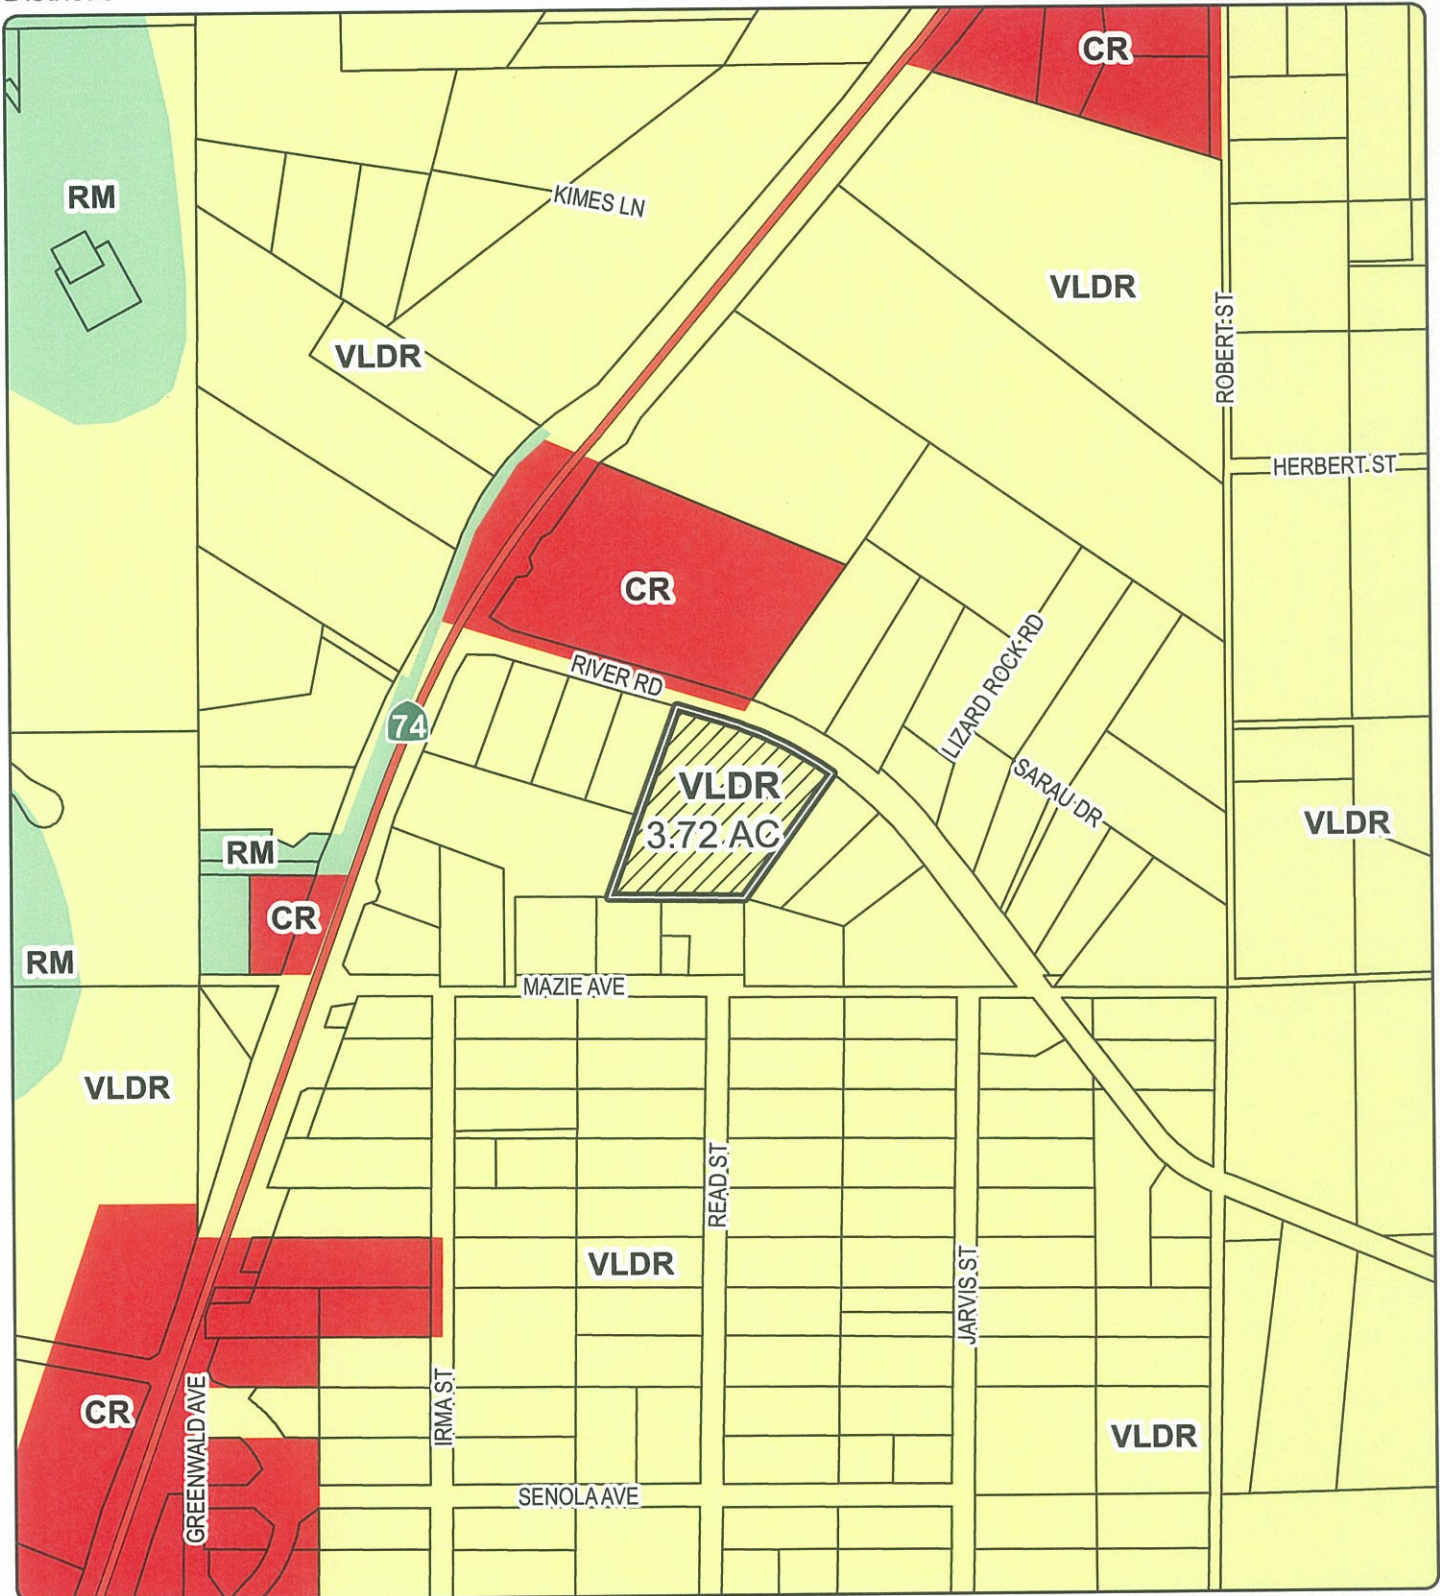 CR
RM
KIMES LN
VLDR
ROBERT ST
VLDR
HERBERT ST
CR
LIZARD ROCK RD
RIVER RD
74
VLDR
3.72 AC
SARAU DR
VLDR
RM
CR
RM
MAZIE AVE
VLDR
READ ST
VLDR
JARVIS ST
IRMA ST
GREENWALD AVE
CR
VLDR
SENOLA AVE